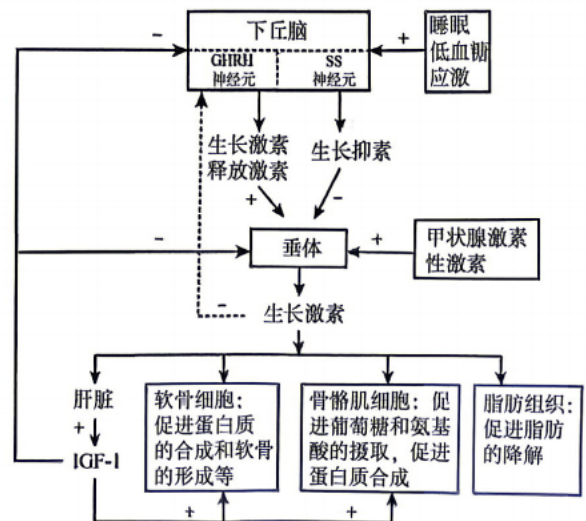 下丘脑
GHRH
神经元
SS
神经元
睡眠
低血糖
应激
-
+
生长激素
释放激素
生长抑素
+
-
-
垂体
+
甲状腺激素
性激素
-
生长激素
肝脏
+
IGF-1
软骨细胞：
促进蛋白质
的合成和软骨
的形成等
骨骼肌细胞：促
进葡萄糖和氨基
酸的摄取，促进
蛋白质合成
脂肪组织：
促进脂肪
的降解
+
+